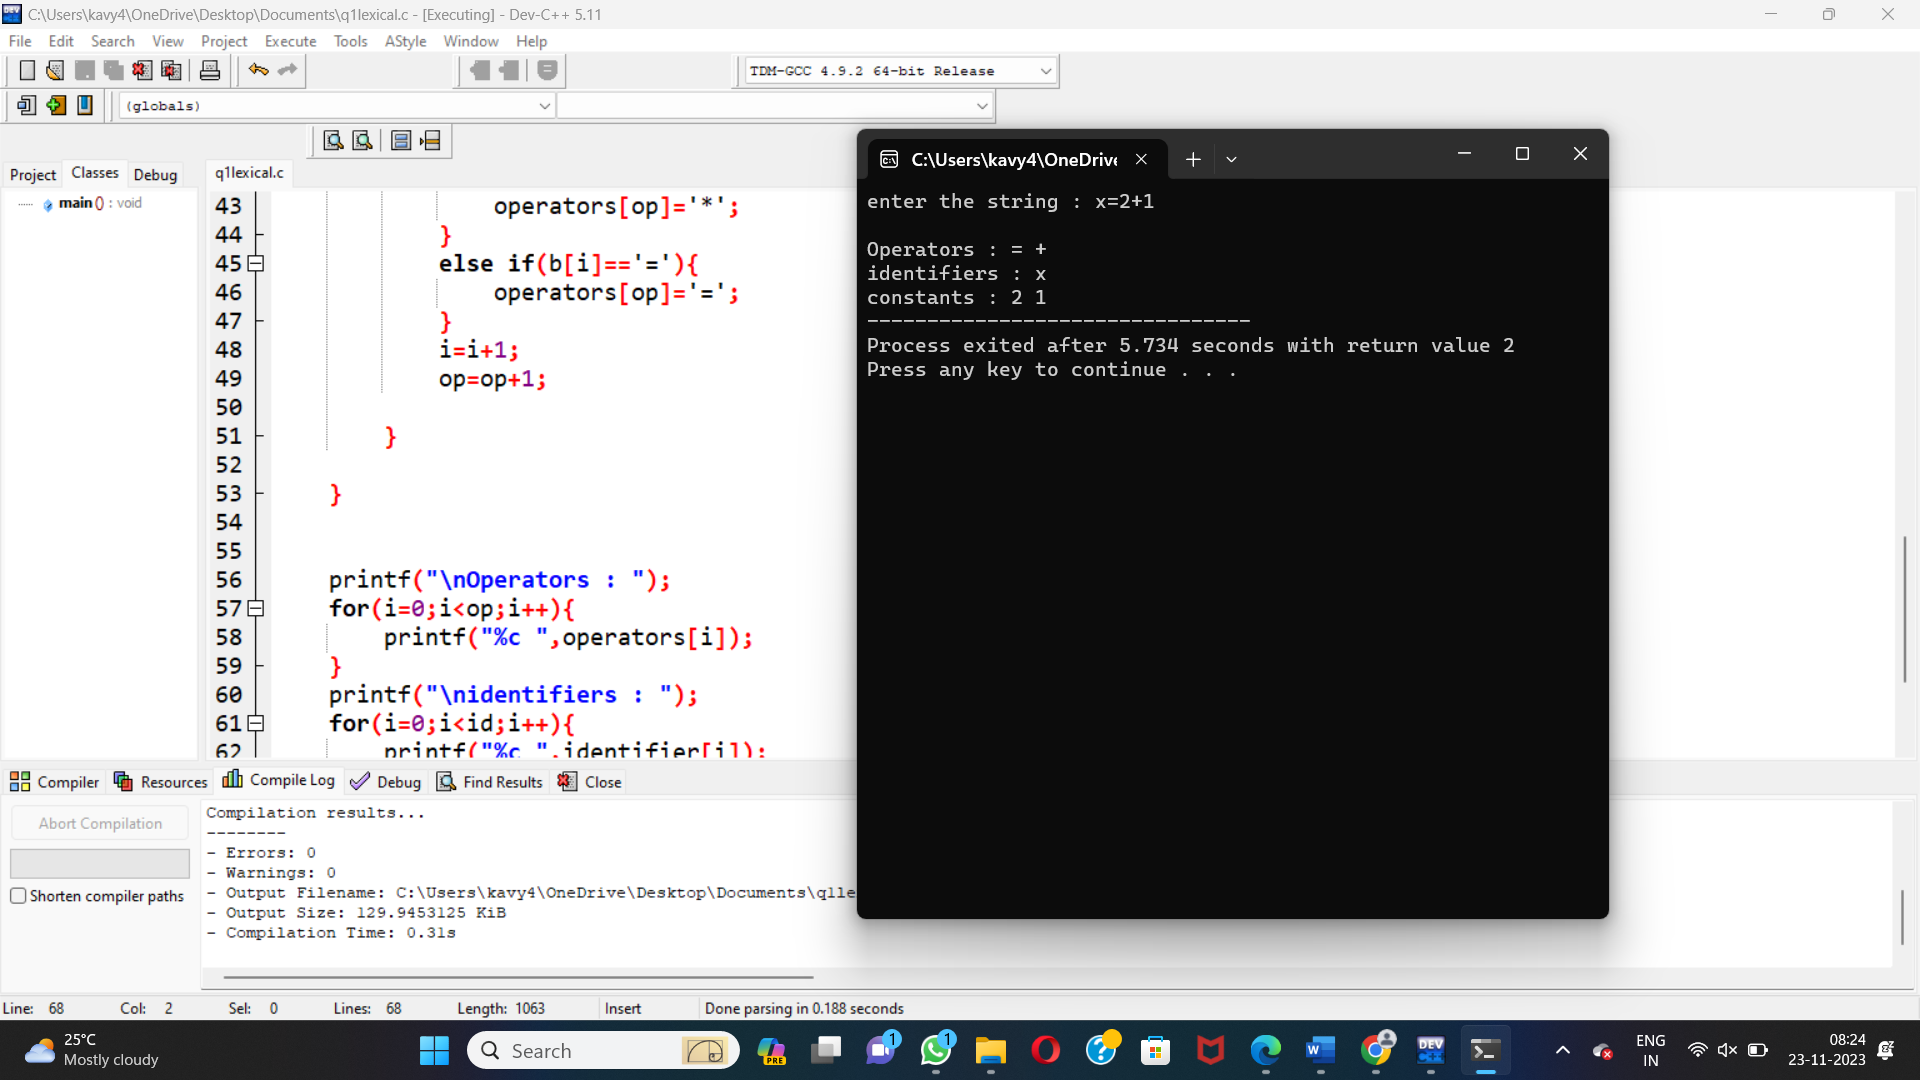 C:\Users\kavy4\OneDrive\Desktop\Documents\q1lexical.c - [Executing] - Dev-C++ 5.11
File Edit Search View Project Execute Tools AStyle Window Help
TDM-GCC 4.9.2 64-bit Release
(globals)
Project Classes Debug
main () : void
q1lexical.c
43 operators[op]='*';
44 }
45 else if(b[i]=='='){
46 operators[op]='=';
47 }
48 i=i+1;
49 op=op+1;
50
51 }
52
53 }
54
55
56 printf("\nOperators : ");
57 for(i=0;i<op;i++){
58 printf("%c ",operators[i]);
59 }
60 printf("\nidentifiers : ");
61 for(i=0;i<id;i++){
62 printf("%c ",identifier[i]);
C:\Users\kavy4\OneDrive
enter the string : x=2+1
Operators : = +
identifiers : x
constants : 2 1
--------------------------------
Process exited after 5.734 seconds with return value 2
Press any key to continue . . .
Compiler Resources Compile Log Debug Find Results Close
Abort Compilation
Shorten compiler paths
Compilation results...
--------
- Errors: 0
- Warnings: 0
- Output Filename: C:\Users\kavy4\OneDrive\Desktop\Documents\q1le
- Output Size: 129.9453125 KiB
- Compilation Time: 0.31s
Line: 68 Col: 2 Sel: 0 Lines: 68 Length: 1063 Insert Done parsing in 0.188 seconds
25°C
Mostly cloudy
Search
PRE
1
1
DEV
ENG
IN
08:24
23-11-2023